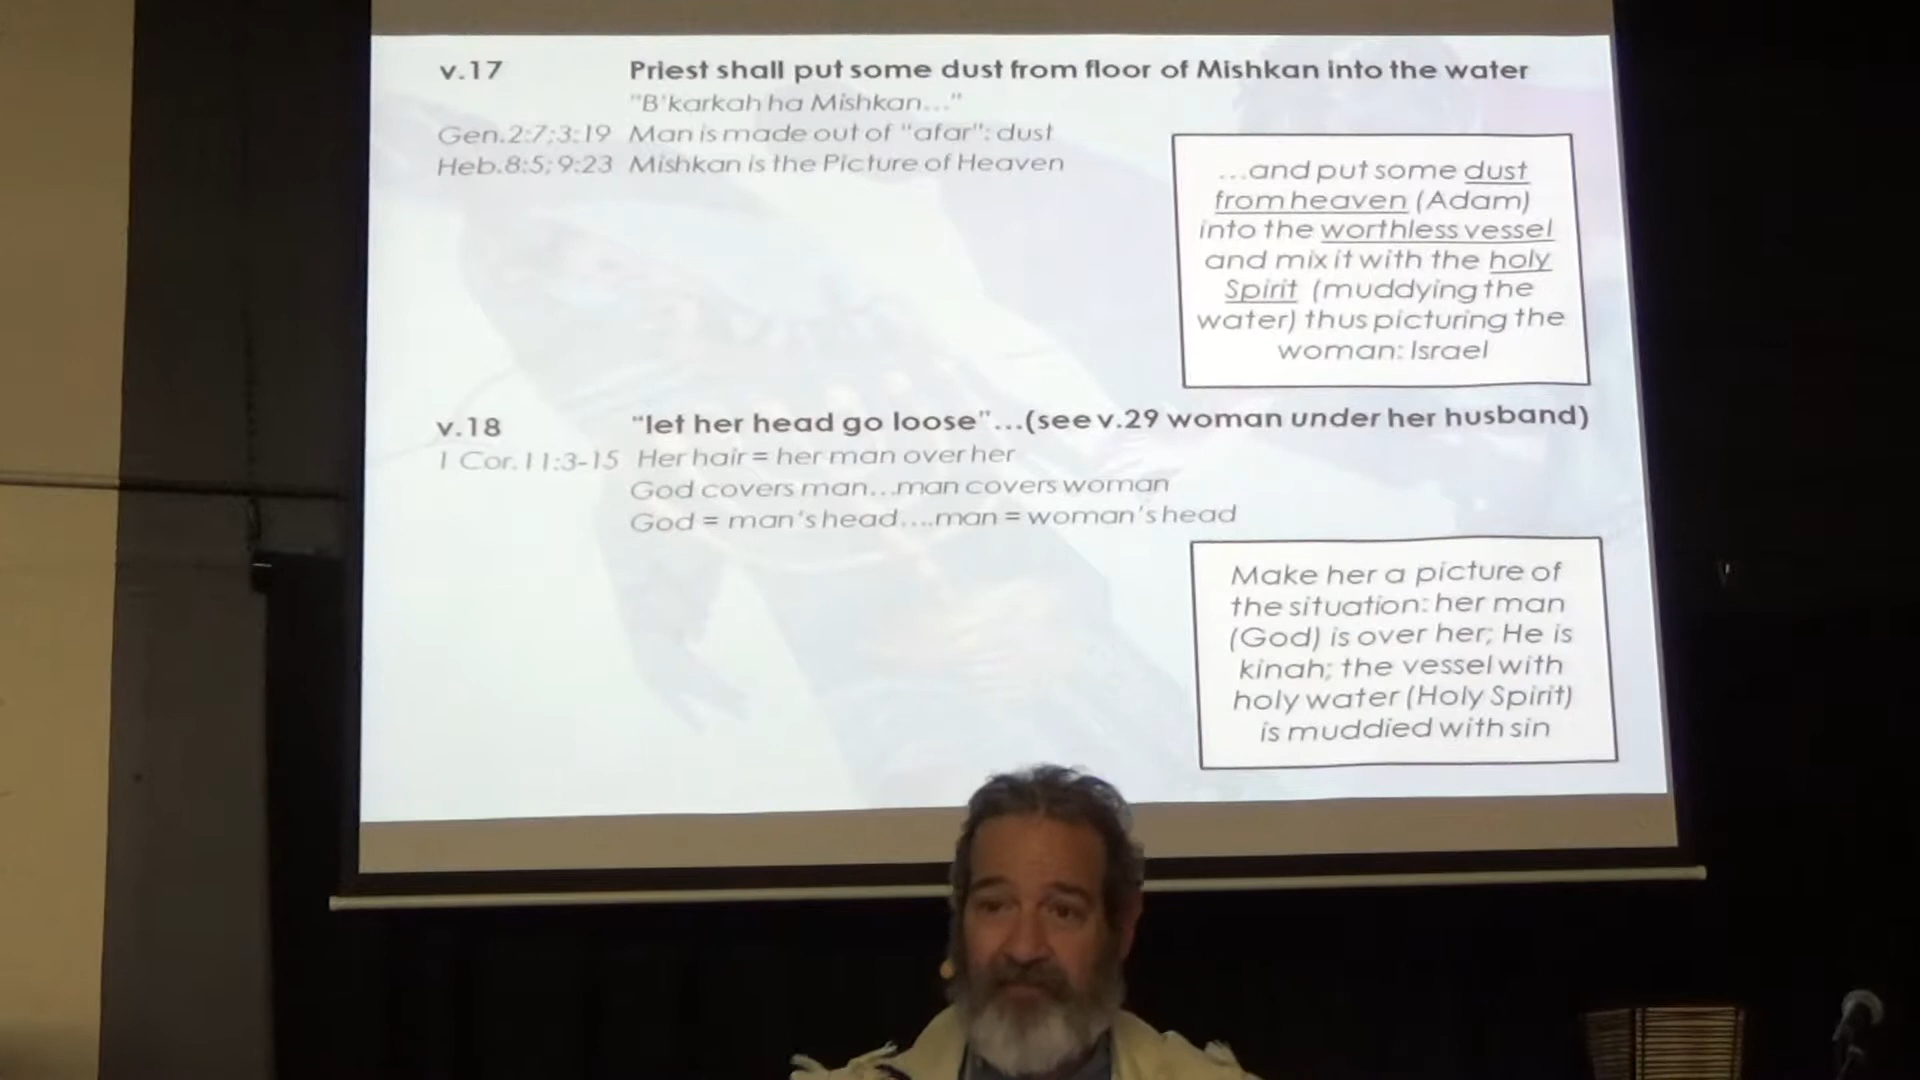 v.17 Priest shall put some dust from floor of Mishkan into the water
"B'karkah ha Mishkan..."
Gen.2:7;3:19 Man is made out of "afar": dust
Heb.8:5; 9:23 Mishkan is the Picture of Heaven
...and put some dust
from heaven (Adam)
into the worthless vessel
and mix it with the holy
Spirit (muddying the
water) thus picturing the
woman: Israel
v.18 "let her head go loose"...(see v.29 woman under her husband)
1 Cor.11:3-15 Her hair = her man over her
God covers man...man covers woman
God = man's head....man = woman's head
Make her a picture of
the situation: her man
(God) is over her; He is
kinah; the vessel with
holy water (Holy Spirit)
is muddied with sin